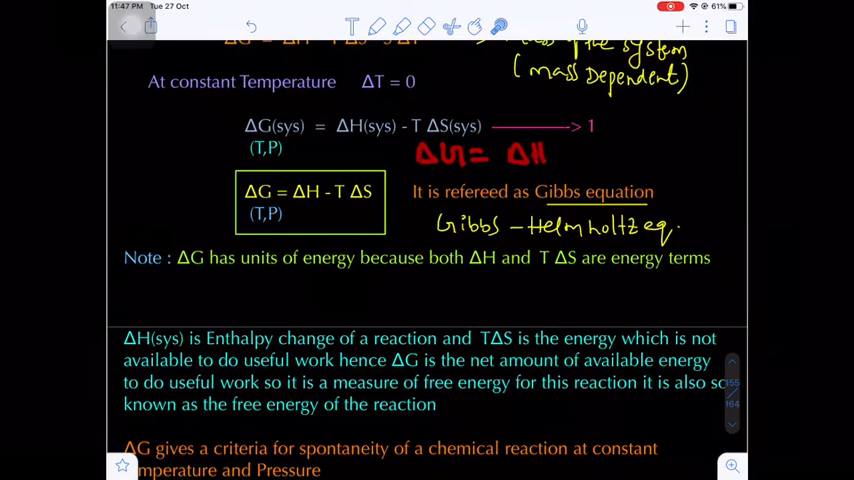 11:47 PM Tue 27 Oct
61%
(mass Dependent)
At constant Temperature ΔT = 0
ΔG(sys) = ΔH(sys) - T ΔS(sys) ————> 1
(T,P)
ΔG = ΔH
ΔG = ΔH - T ΔS
(T,P)
It is refereed as Gibbs equation
Gibbs - Helmholtz eq.
Note : ΔG has units of energy because both ΔH and T ΔS are energy terms
ΔH(sys) is Enthalpy change of a reaction and TΔS is the energy which is not
available to do useful work hence ΔG is the net amount of available energy
to do useful work so it is a measure of free energy for this reaction it is also so
known as the free energy of the reaction
155
164
ΔG gives a criteria for spontaneity of a chemical reaction at constant
temperature and Pressure